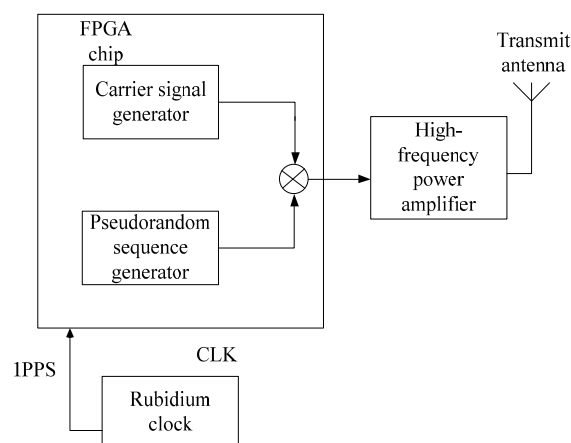 FPGA
chip
Carrier signal
generator
Pseudorandom
sequence
generator
High-
frequency
power
amplifier
Transmit
antenna
1PPS
CLK
Rubidium
clock